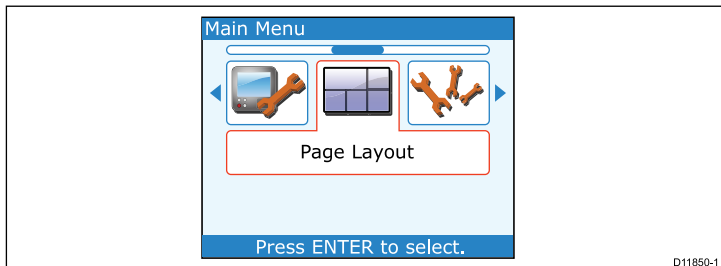 Main Menu
Page Layout
Press ENTER to select.
D11850-1